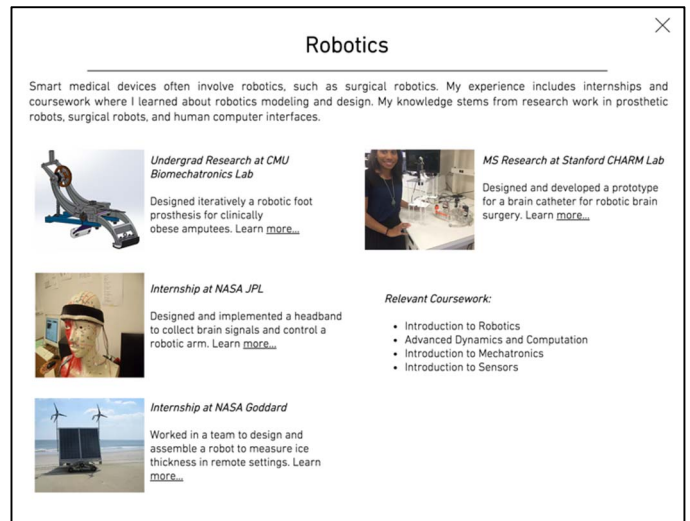 Robotics
Smart medical devices often involve robotics, such as surgical robotics. My experience includes internships and
coursework where I learned about robotics modeling and design. My knowledge stems from research work in prosthetic
robots, surgical robots, and human computer interfaces.
Undergrad Research at CMU
Biomechatronics Lab
Designed iteratively a robotic foot
prosthesis for clinically
obese amputees. Learn more...
MS Research at Stanford CHARM Lab
Designed and developed a prototype
for a brain catheter for robotic brain
surgery. Learn more...
Internship at NASA JPL
Designed and implemented a headband
to collect brain signals and control a
robotic arm. Learn more...
Relevant Coursework:
• Introduction to Robotics
• Advanced Dynamics and Computation
• Introduction to Mechatronics
• Introduction to Sensors
Internship at NASA Goddard
Worked in a team to design and
assemble a robot to measure ice
thickness in remote settings. Learn
more...